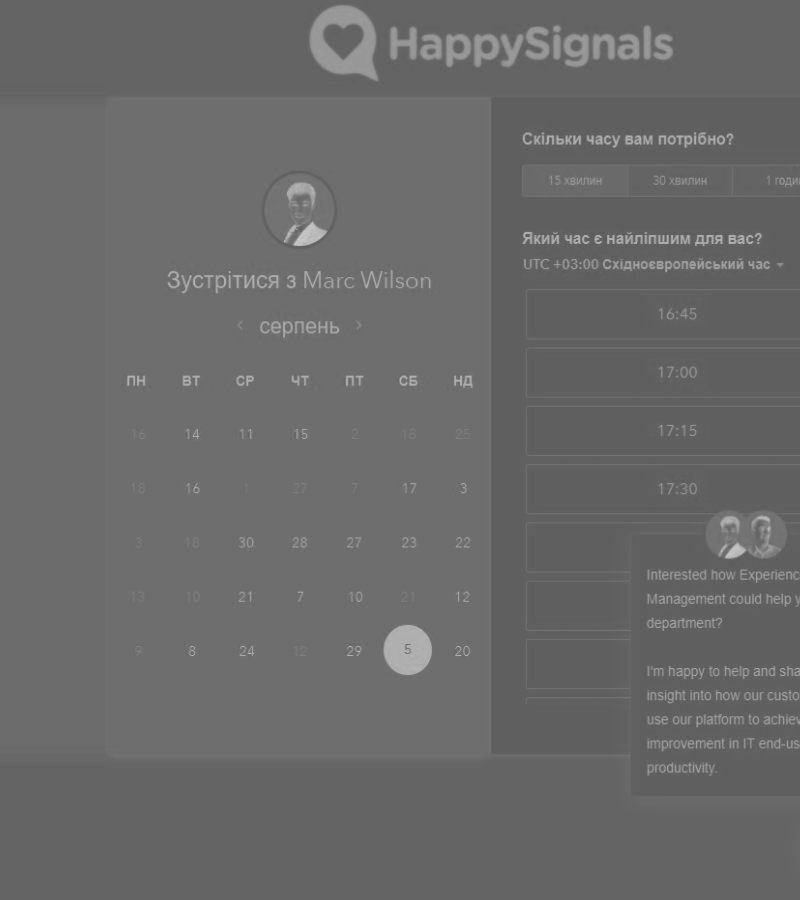 HappySignals
Зустрітися з Marc Wilson
серпень
ПН ВТ СР ЧТ ПТ СБ НД
16 14 11 15 2 18 25
18 16 1 27 7 17 3
3 18 30 28 27 23 22
13 10 21 7 10 21 12
9 8 24 12 29 5 20
Скільки часу вам потрібно?
15 хвилин 30 хвилин 1 годи
Який час є найліпшим для вас?
UTC +03:00 Східноєвропейський час
16:45
17:00
17:15
17:30
Interested how Experienc
Management could help y
department?
I'm happy to help and sha
insight into how our custo
use our platform to achiev
improvement in IT end-us
productivity.